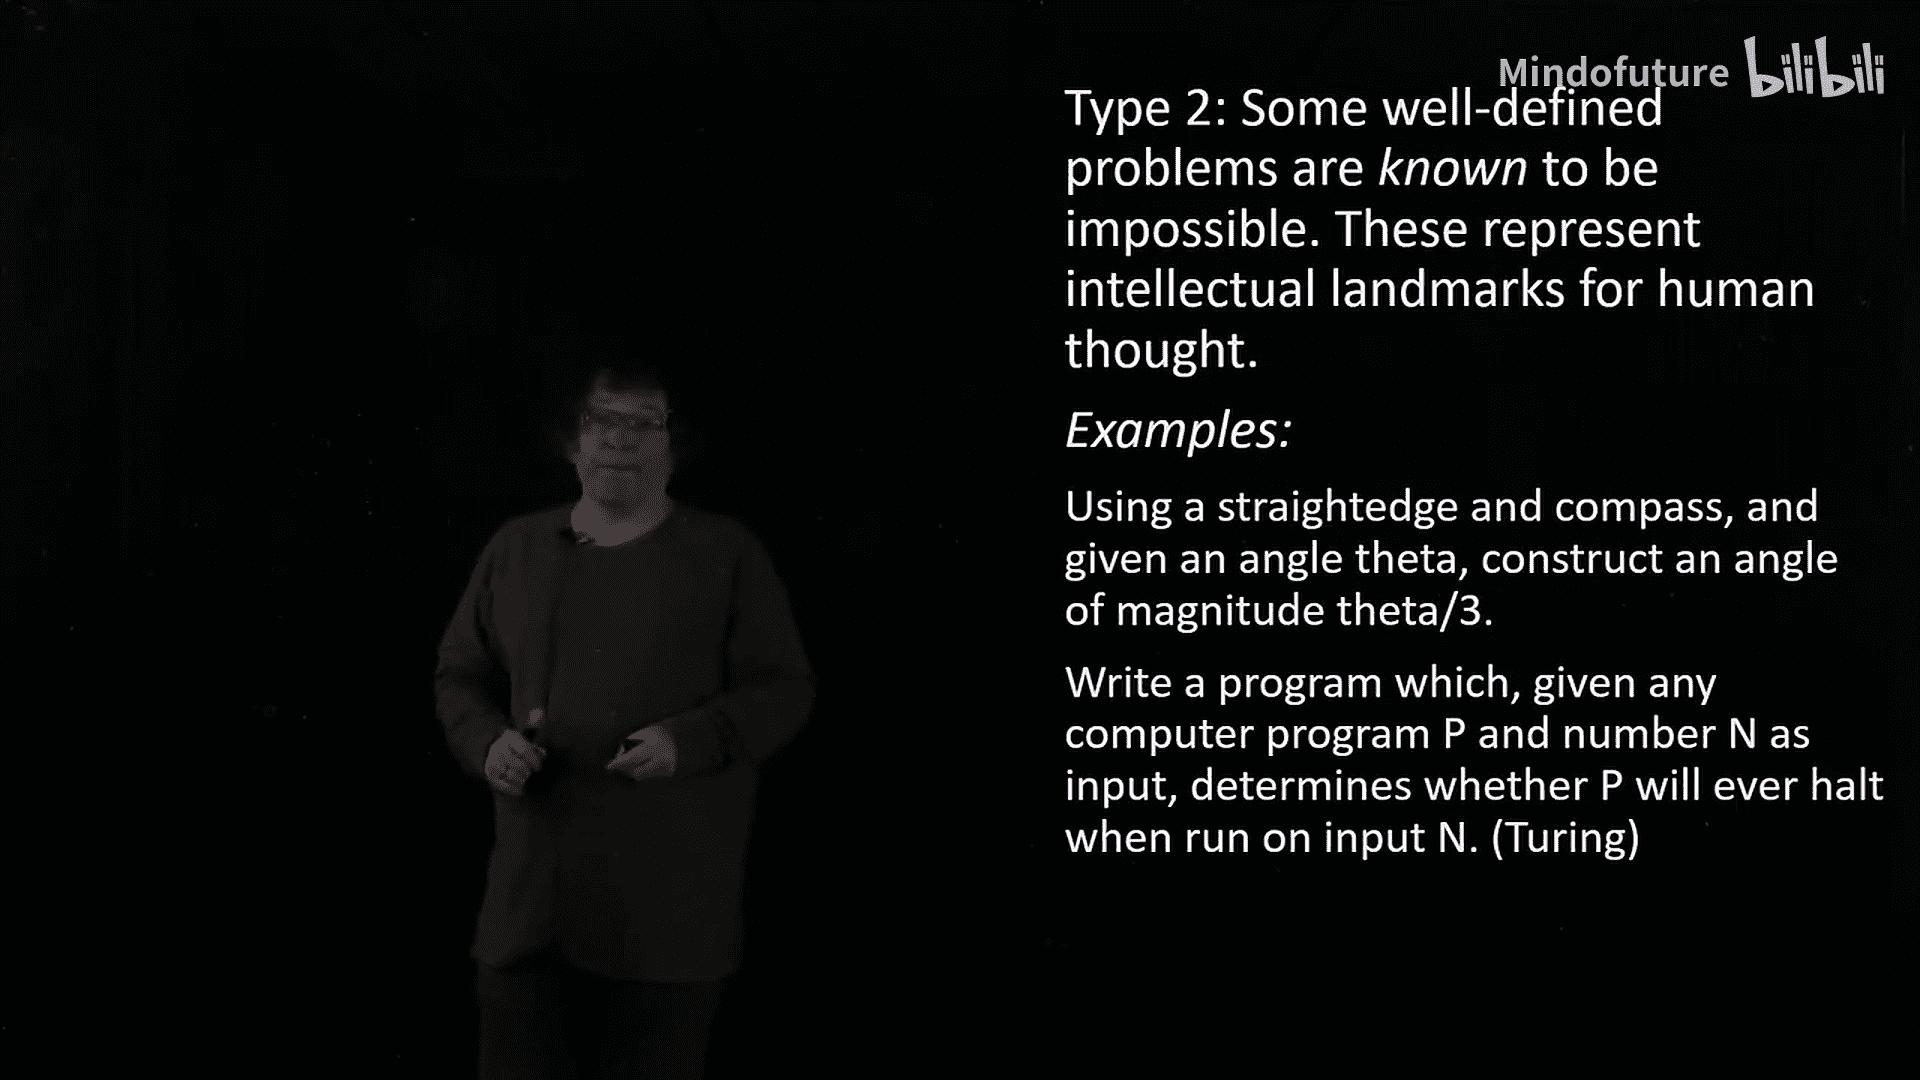 Mindofuture bilibili
Type 2: Some well-defined
problems are known to be
impossible. These represent
intellectual landmarks for human
thought.
Examples:
Using a straightedge and compass, and
given an angle theta, construct an angle
of magnitude theta/3.
Write a program which, given any
computer program P and number N as
input, determines whether P will ever halt
when run on input N. (Turing)